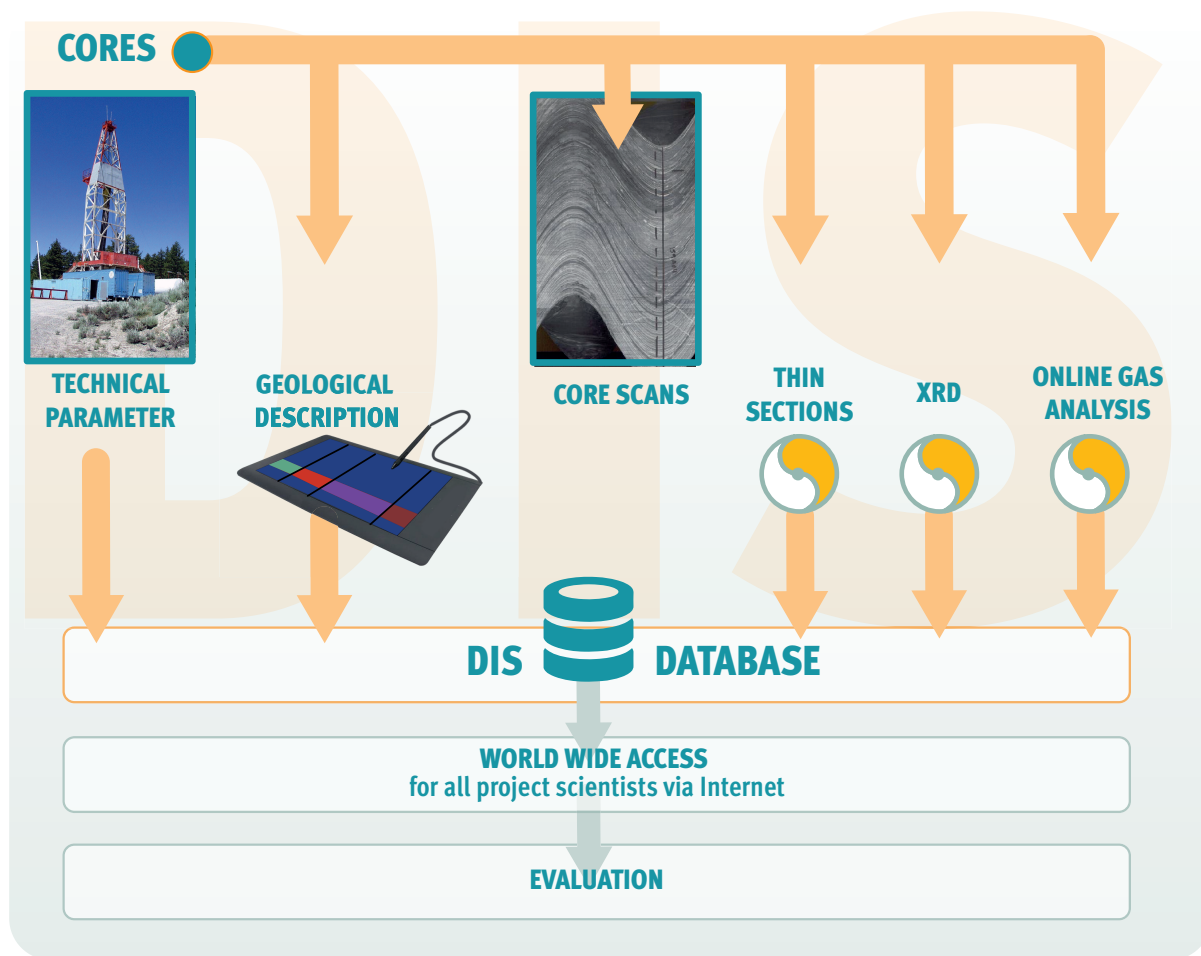 DIS
CORES
TECHNICAL
PARAMETER
GEOLOGICAL
DESCRIPTION
CORE SCANS
THIN
SECTIONS
XRD
ONLINE GAS
ANALYSIS
DIS DATABASE
WORLD WIDE ACCESS
for all project scientists via Internet
EVALUATION